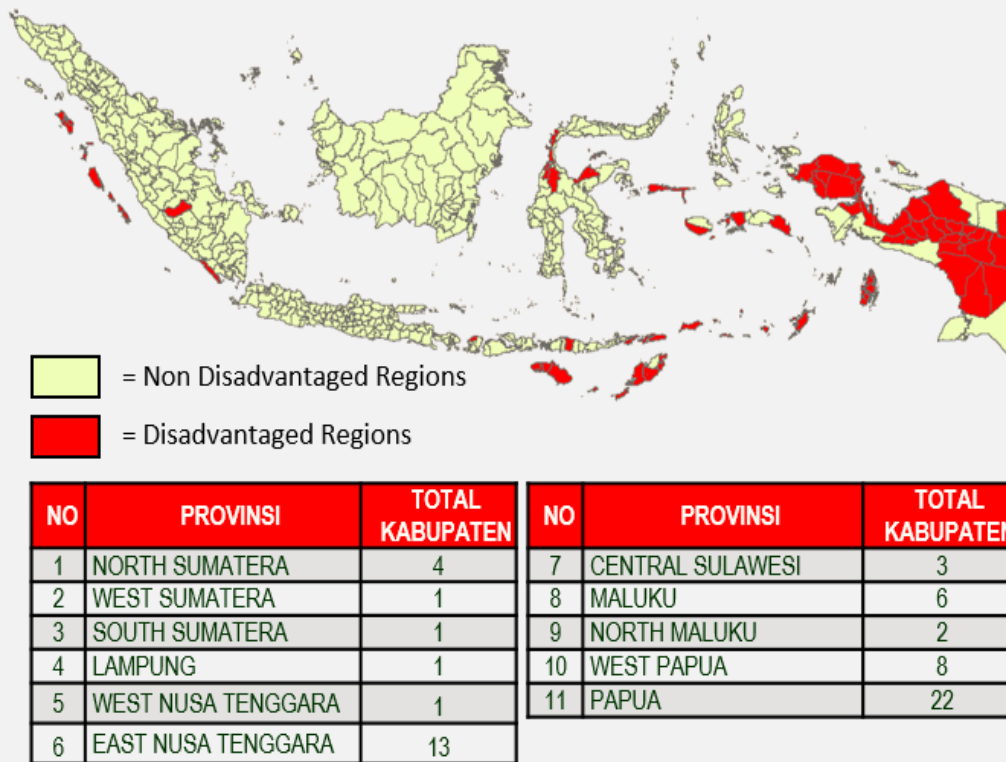 = Non Disadvantaged Regions
= Disadvantaged Regions
NO PROVINSI TOTAL KABUPATEN
1 NORTH SUMATERA 4
2 WEST SUMATERA 1
3 SOUTH SUMATERA 1
4 LAMPUNG 1
5 WEST NUSA TENGGARA 1
6 EAST NUSA TENGGARA 13
NO PROVINSI TOTAL KABUPATEN
7 CENTRAL SULAWESI 3
8 MALUKU 6
9 NORTH MALUKU 2
10 WEST PAPUA 8
11 PAPUA 22